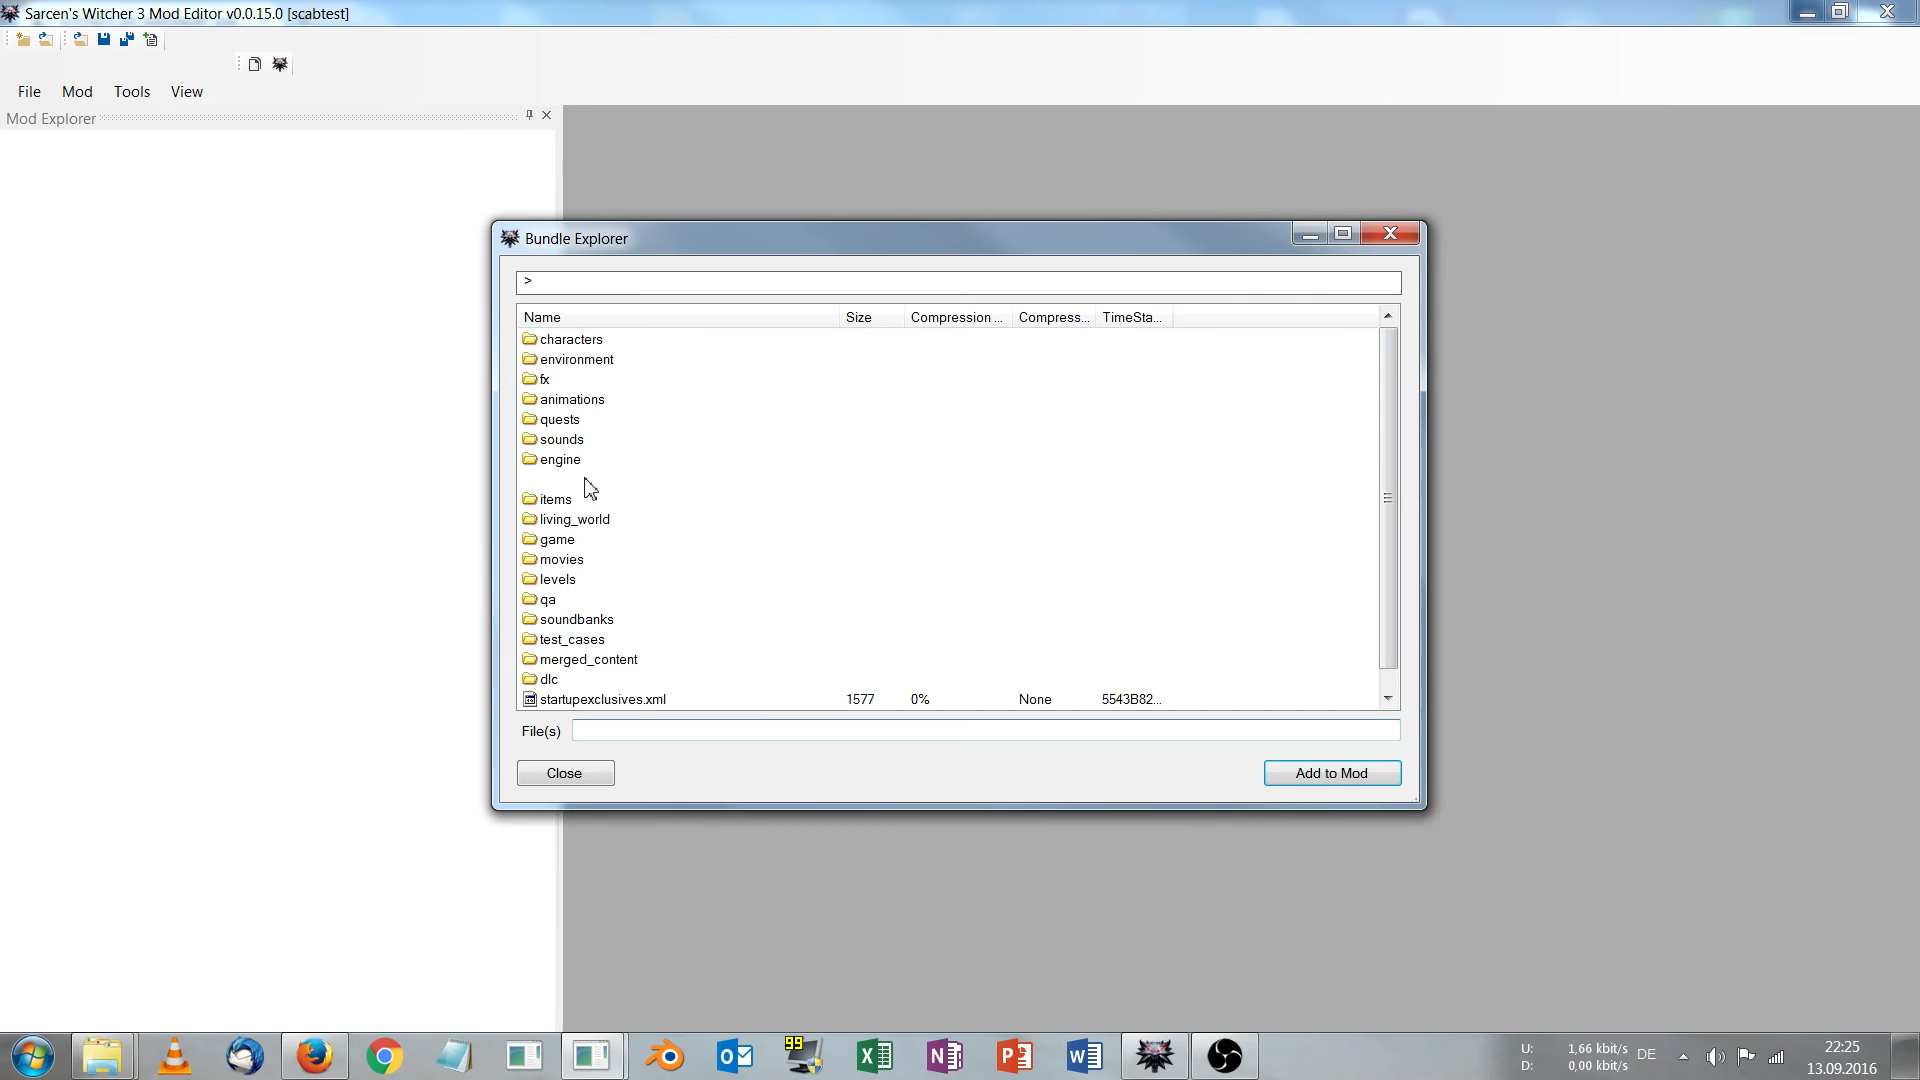 Sarcen's Witcher 3 Mod Editor v0.0.15.0 [scabtest]
File Mod Tools View
Mod Explorer
Bundle Explorer
>
Name Size Compression ... Compress... TimeSta...
characters
environment
fx
animations
quests
sounds
engine
items
living_world
game
movies
levels
qa
soundbanks
test_cases
merged_content
dlc
startupexclusives.xml 1577 0% None 5543B82...
File(s)
Close Add to Mod
99
U: 1,66 kbit/s DE 22:25
D: 0,00 kbit/s 13.09.2016